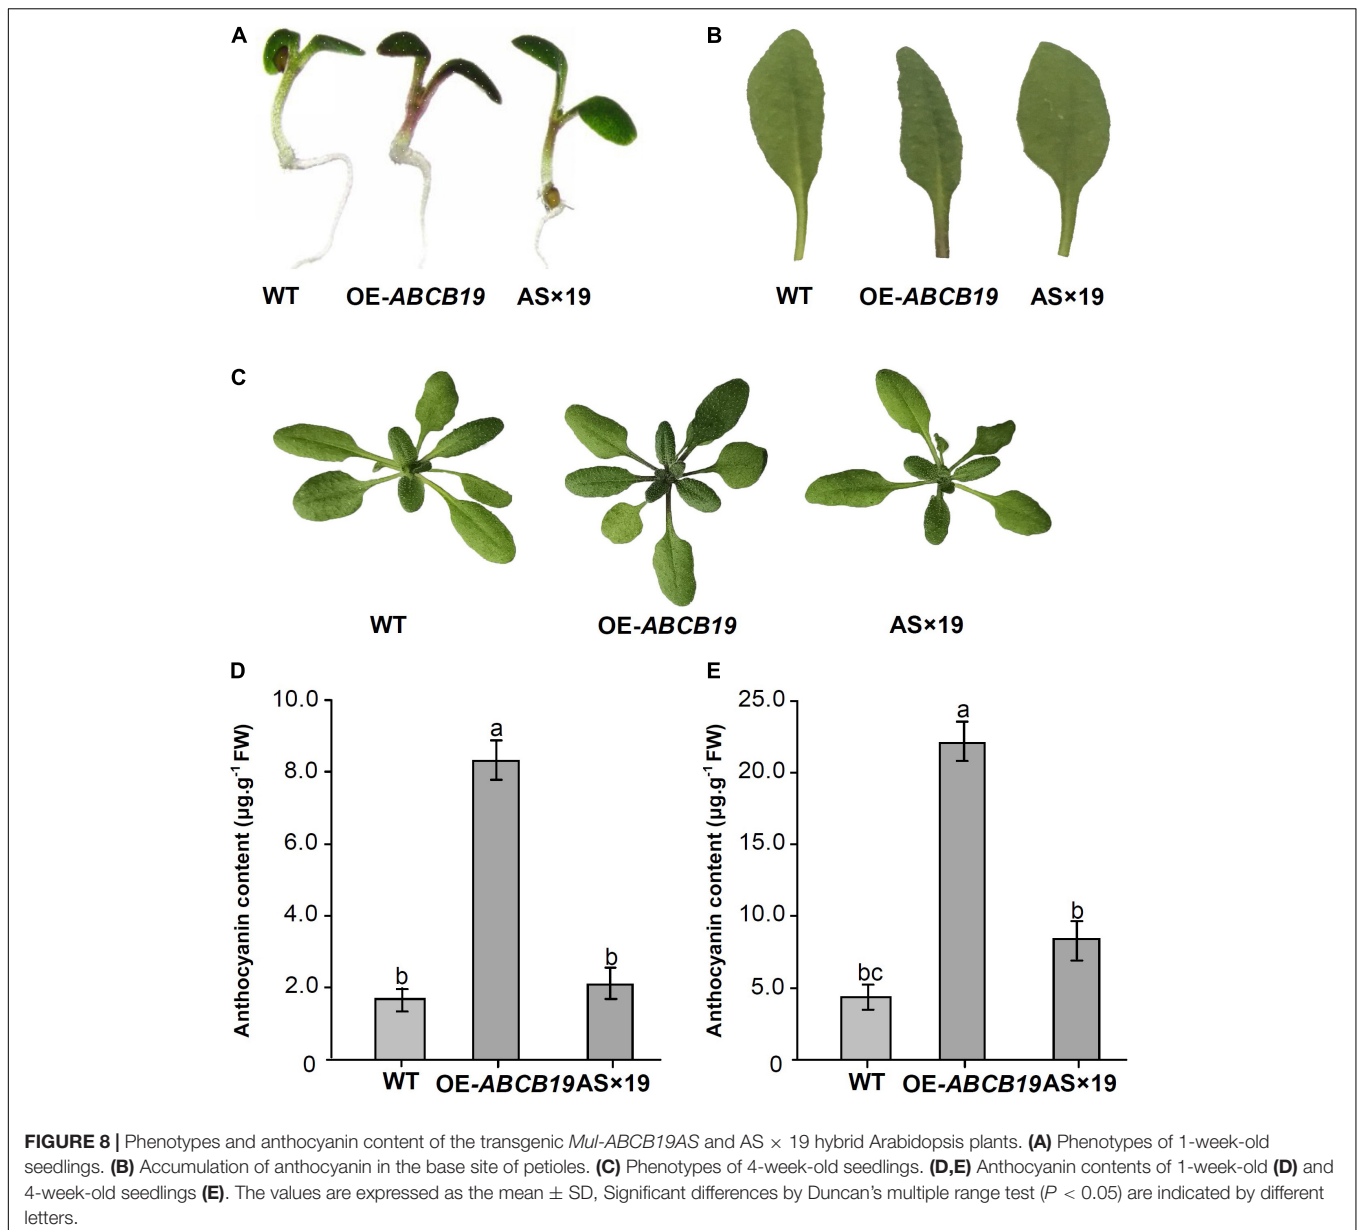 A
B
WT OE-ABCB19 AS×19
WT OE-ABCB19 AS×19
C
WT OE-ABCB19 AS×19
D
Anthocyanin content (µg.g-1 FW)
10.0
8.0
6.0
4.0
2.0
0
b
a
b
WT OE-ABCB19 AS×19
E
Anthocyanin content (µg.g-1 FW)
25.0
20.0
15.0
10.0
5.0
0
bc
a
b
WT OE-ABCB19 AS×19
FIGURE 8 | Phenotypes and anthocyanin content of the transgenic Mul-ABCB19AS and AS × 19 hybrid Arabidopsis plants. (A) Phenotypes of 1-week-old
seedlings. (B) Accumulation of anthocyanin in the base site of petioles. (C) Phenotypes of 4-week-old seedlings. (D,E) Anthocyanin contents of 1-week-old (D) and
4-week-old seedlings (E). The values are expressed as the mean ± SD, Significant differences by Duncan's multiple range test (P < 0.05) are indicated by different
letters.